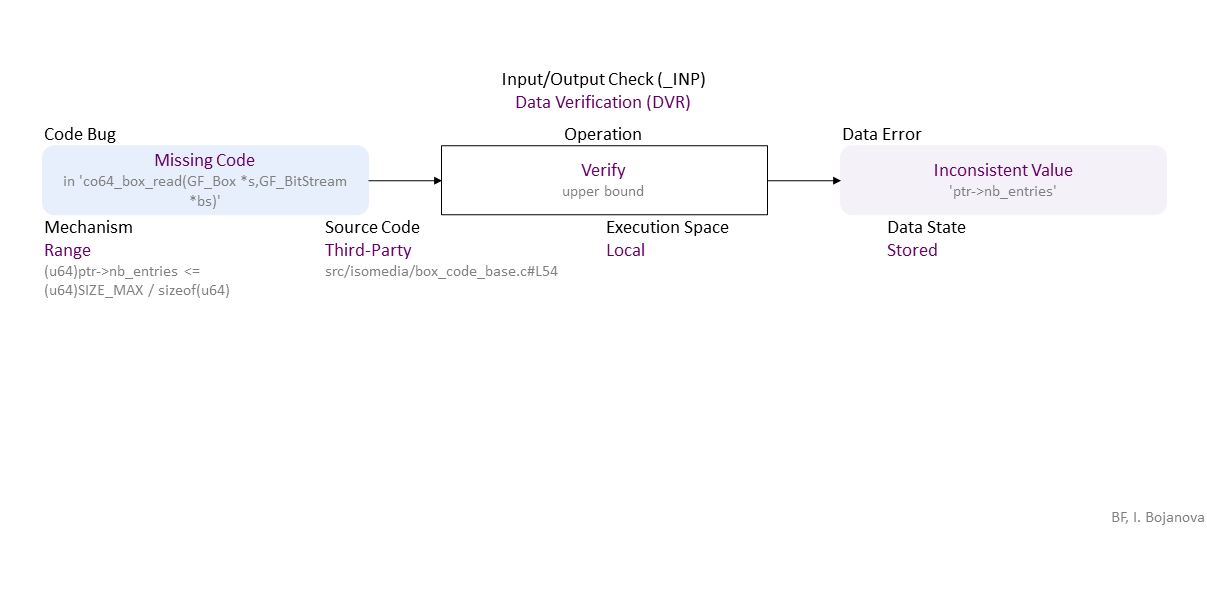 Input/Output Check (_INP)
Data Verification (DVR)
Code Bug
Operation
Data Error
Missing Code
in 'co64_box_read(GF_Box *s,GF_BitStream
*bs)'
Verify
upper bound
Inconsistent Value
'ptr->nb_entries'
Mechanism
Source Code
Execution Space
Data State
Range
Third-Party
Local
Stored
(u64)ptr->nb_entries <=
(u64)SIZE_MAX / sizeof(u64)
src/isomedia/box_code_base.c#L54
BF, I. Bojanova